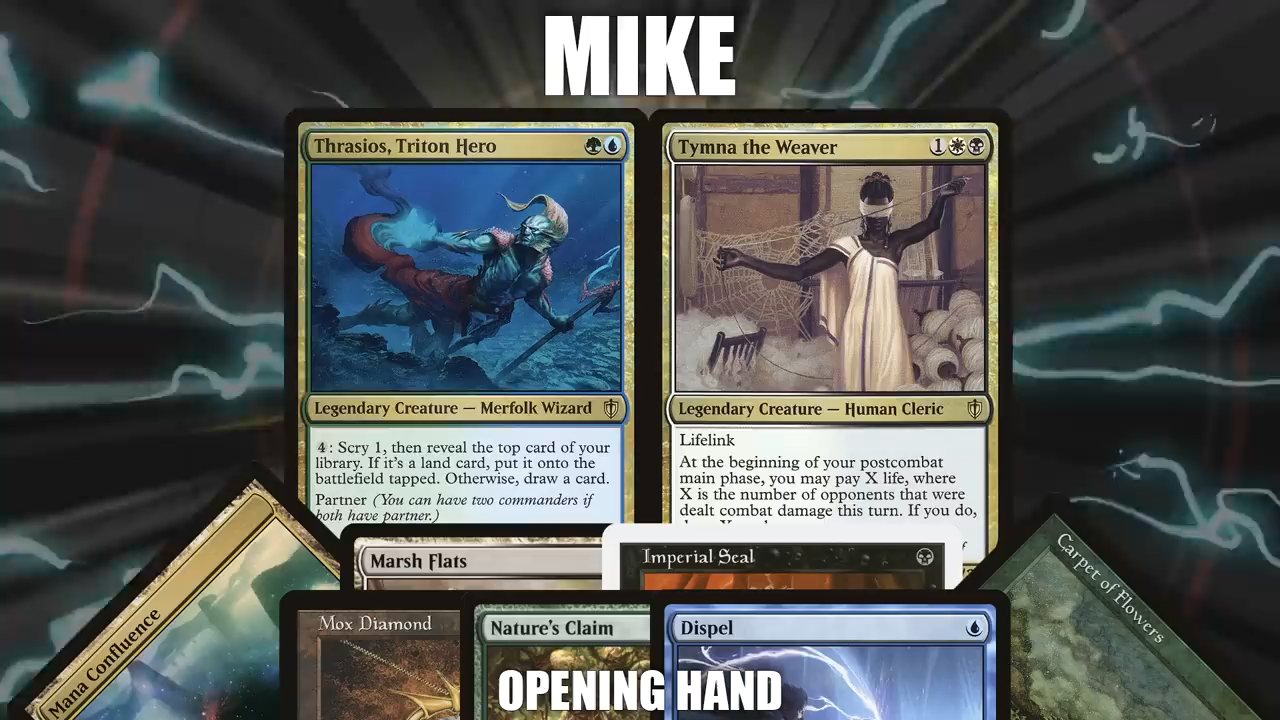 MIKE
Thrasios, Triton Hero
Tymna the Weaver
1
Legendary Creature — Merfolk Wizard
Legendary Creature — Human Cleric
4: Scry 1, then reveal the top card of your
library. If it's a land card, put it onto the
battlefield tapped. Otherwise, draw a card.
Partner (You can have two commanders if
both have partner.)
Lifelink
At the beginning of your postcombat
main phase, you may pay X life, where
X is the number of opponents that were
dealt combat damage this turn. If you do,
Mana Confluence
Marsh Flats
Imperial Seal
Carpet of Flowers
Mox Diamond
Nature's Claim
Dispel
OPENING HAND